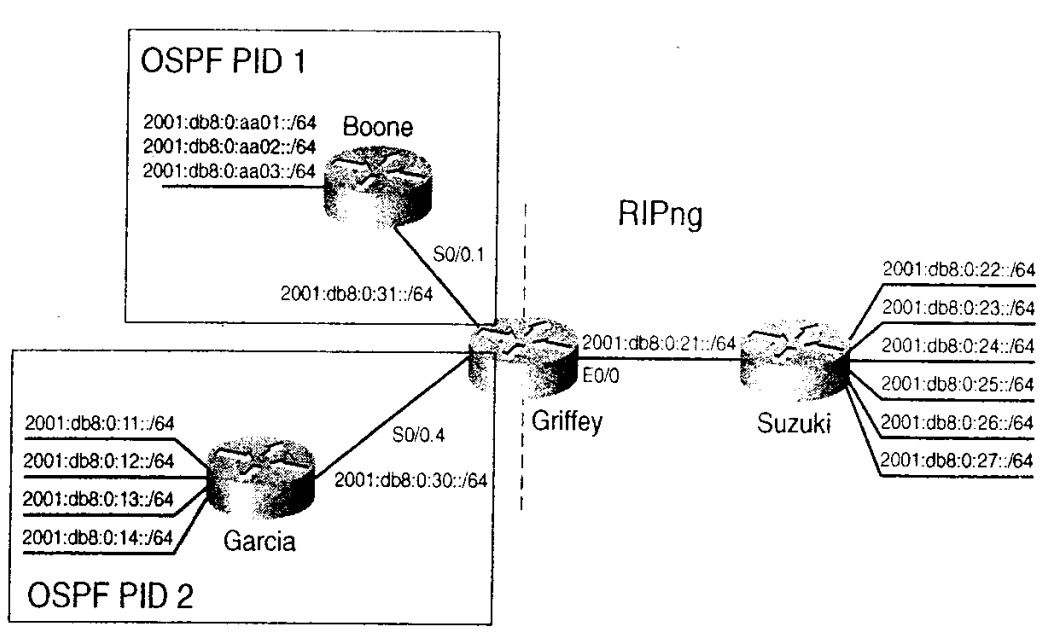 OSPF PID 1
2001:db8:0:aa01::/64
2001:db8:0:aa02::/64
2001:db8:0:aa03::/64
Boone
S0/0.1
2001:db8:0:31::/64
RIPng
2001:db8:0:21::/64
E0/0
Griffey
Suzuki
2001:db8:0:22::/64
2001:db8:0:23::/64
2001:db8:0:24::/64
2001:db8:0:25::/64
2001:db8:0:26::/64
2001:db8:0:27::/64
S0/0.4
2001:db8:0:30::/64
2001:db8:0:11::/64
2001:db8:0:12::/64
2001:db8:0:13::/64
2001:db8:0:14::/64
Garcia
OSPF PID 2